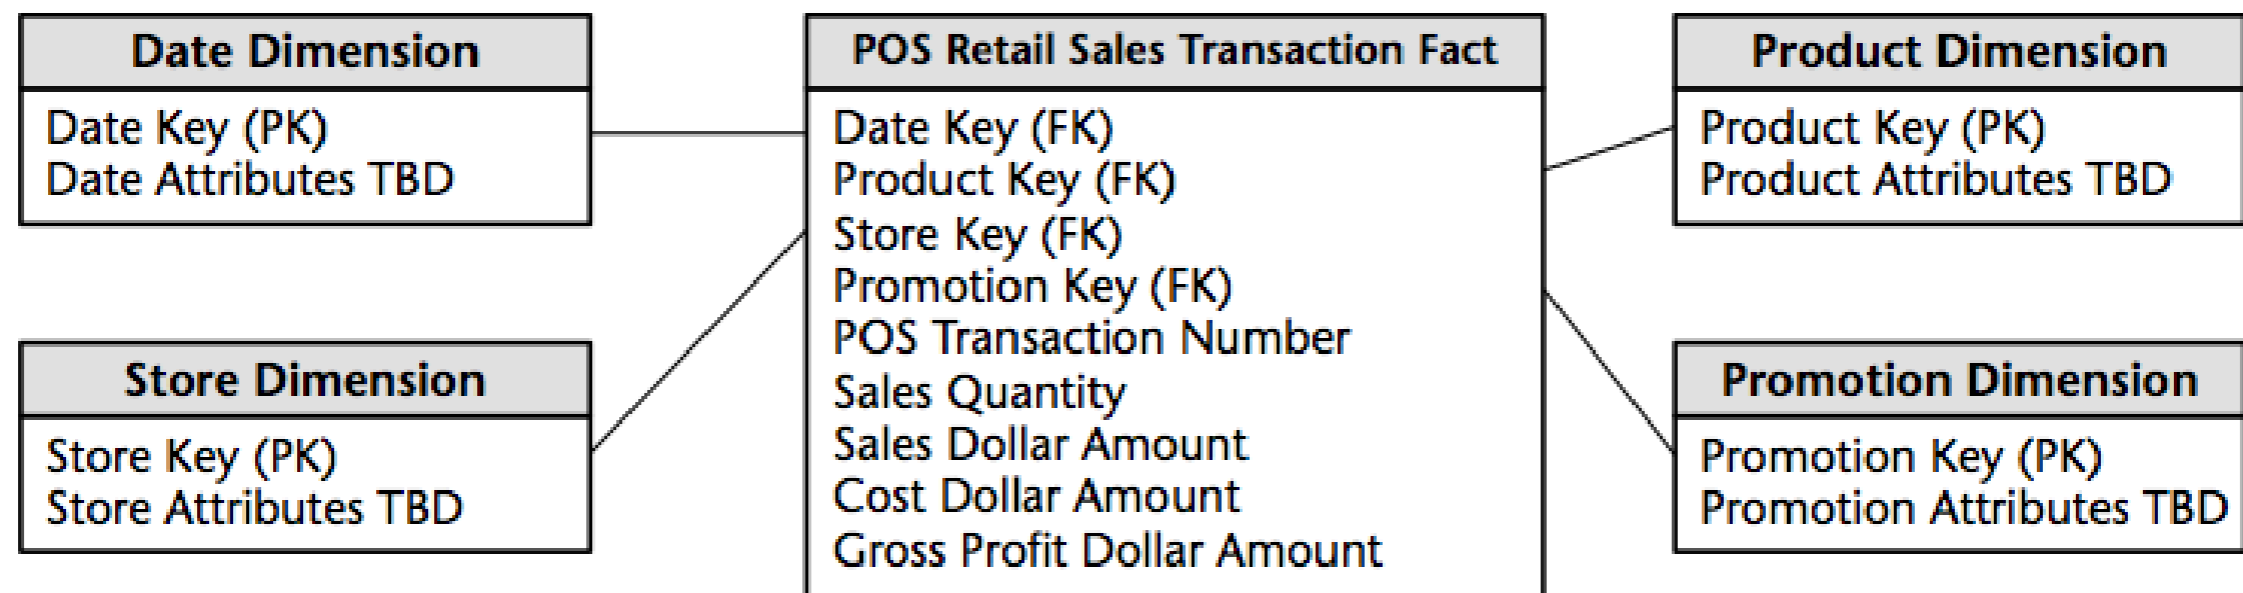 Date Dimension
Date Key (PK)
Date Attributes TBD
Store Dimension
Store Key (PK)
Store Attributes TBD
POS Retail Sales Transaction Fact
Date Key (FK)
Product Key (FK)
Store Key (FK)
Promotion Key (FK)
POS Transaction Number
Sales Quantity
Sales Dollar Amount
Cost Dollar Amount
Gross Profit Dollar Amount
Product Dimension
Product Key (PK)
Product Attributes TBD
Promotion Dimension
Promotion Key (PK)
Promotion Attributes TBD